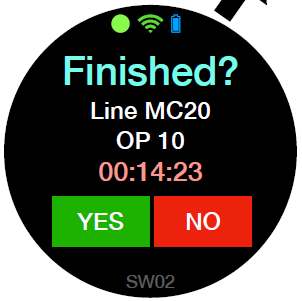 Finished?
Line MC20
OP 10
00:14:23
YES NO
SW02